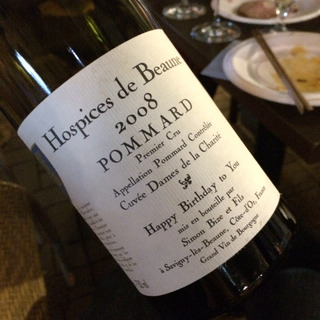 Hospices de Beaune
2008
POMMARD
Premier Cru
Appellation Pommard Contrôlée
Cuvée Dames de la Charité
Happy Birthday to You
mis en bouteille par
Simon Bize et Fils
à Savigny-lès-Beaune, Côte-d'Or, France
Grand Vin de Bourgogne